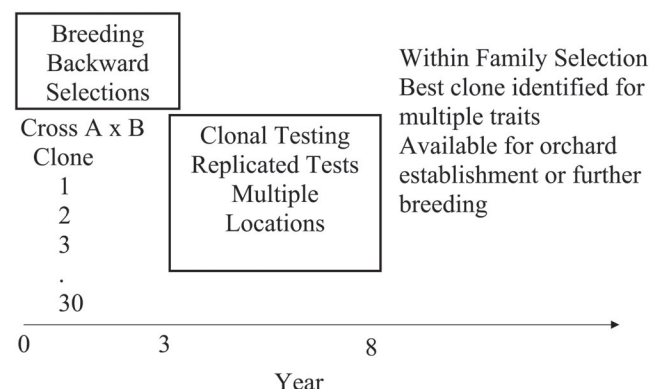 Breeding
Backward
Selections
Cross A x B
Clone
1
2
3
.
30
Clonal Testing
Replicated Tests
Multiple
Locations
Within Family Selection
Best clone identified for
multiple traits
Available for orchard
establishment or further
breeding
0 3 8
Year